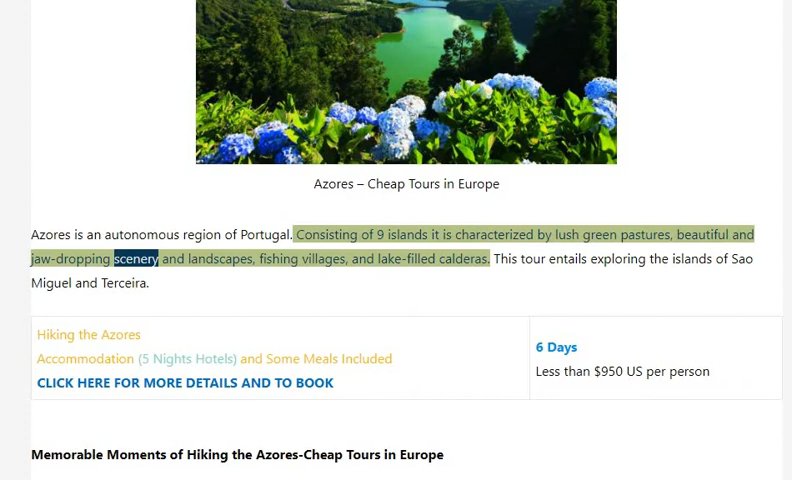 Azores – Cheap Tours in Europe
Azores is an autonomous region of Portugal. Consisting of 9 islands it is characterized by lush green pastures, beautiful and
jaw-dropping scenery and landscapes, fishing villages, and lake-filled calderas. This tour entails exploring the islands of Sao
Miguel and Terceira.
Hiking the Azores
Accommodation (5 Nights Hotels) and Some Meals Included
CLICK HERE FOR MORE DETAILS AND TO BOOK
6 Days
Less than $950 US per person
Memorable Moments of Hiking the Azores-Cheap Tours in Europe